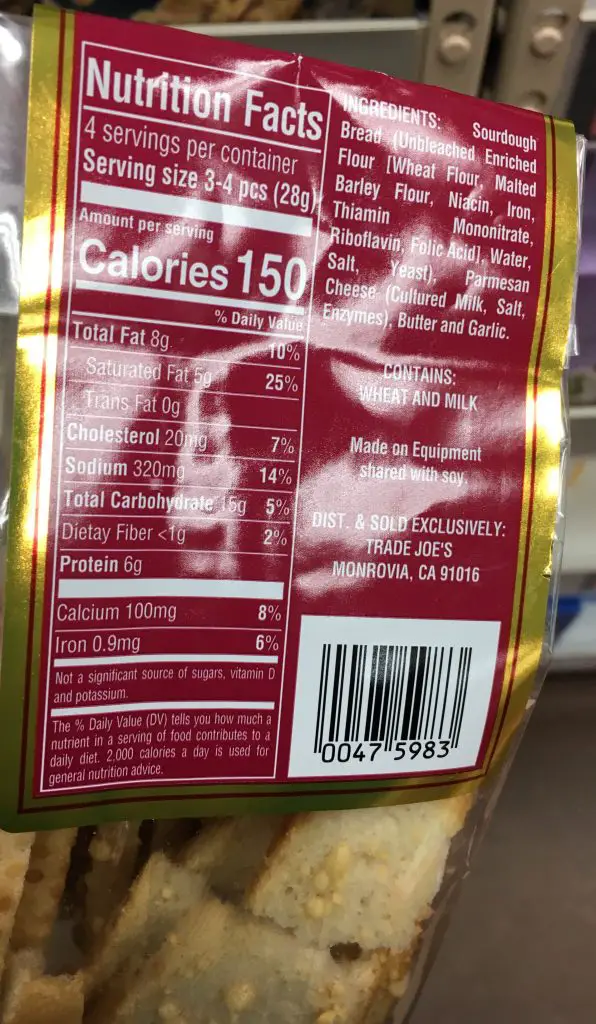 Nutrition Facts
4 servings per container
Serving size 3-4 pcs (28g)
Amount per serving
Calories 150
% Daily Value
Total Fat 8g 10%
Saturated Fat 5g 25%
Trans Fat 0g
Cholesterol 20mg 7%
Sodium 320mg 14%
Total Carbohydrate 15g 5%
Dietay Fiber <1g 2%
Protein 6g
Calcium 100mg 8%
Iron 0.9mg 6%
Not a significant source of sugars, vitamin D
and potassium.
The % Daily Value (DV) tells you how much a
nutrient in a serving of food contributes to a
daily diet. 2,000 calories a day is used for
general nutrition advice.
INGREDIENTS: Sourdough
Bread (Unbleached Enriched
Flour [Wheat Flour, Malted
Barley Flour, Niacin, Iron,
Thiamin Mononitrate,
Riboflavin, Folic Acid], Water,
Salt, Yeast), Parmesan
Cheese (Cultured Milk, Salt,
Enzymes), Butter and Garlic.
CONTAINS:
WHEAT AND MILK
Made on Equipment
shared with soy.
DIST. & SOLD EXCLUSIVELY:
TRADE JOE'S
MONROVIA, CA 91016
0047 5983